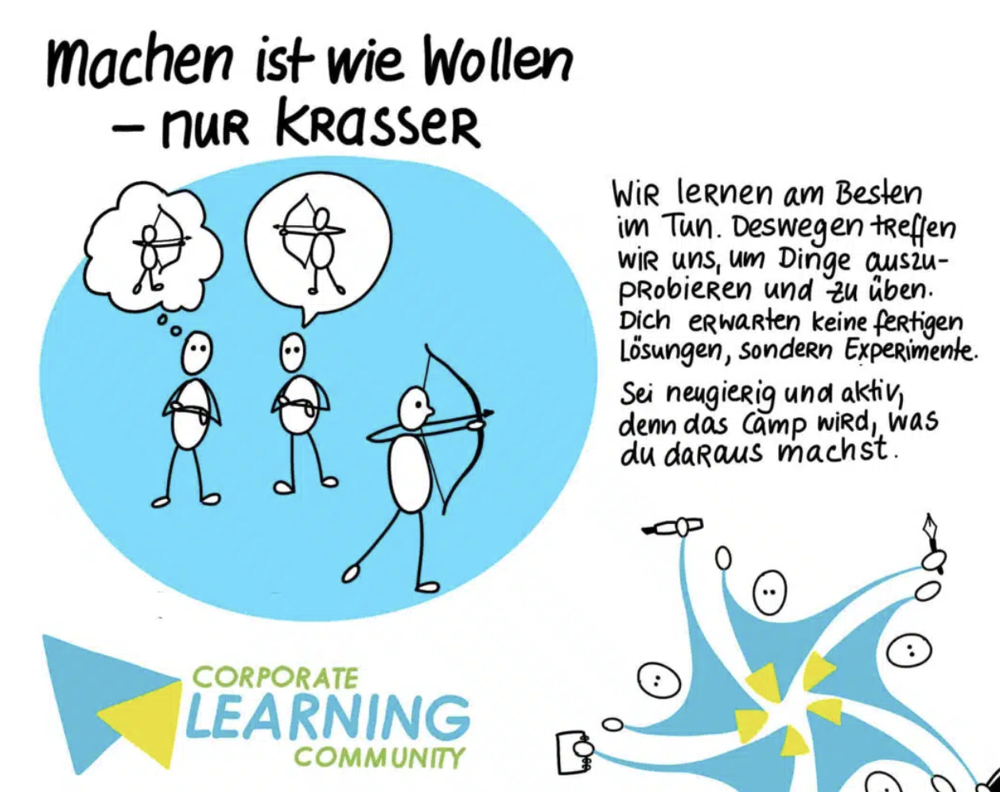 Machen ist wie Wollen
– nur krasser
Wir lernen am Besten
im Tun. Deswegen treffen
wir uns, um Dinge auszu-
probieren und zu üben.
Dich erwarten keine fertigen
Lösungen, sondern Experimente.
Sei neugierig und aktiv,
denn das Camp wird, was
du daraus machst.
CORPORATE
LEARNING
COMMUNITY